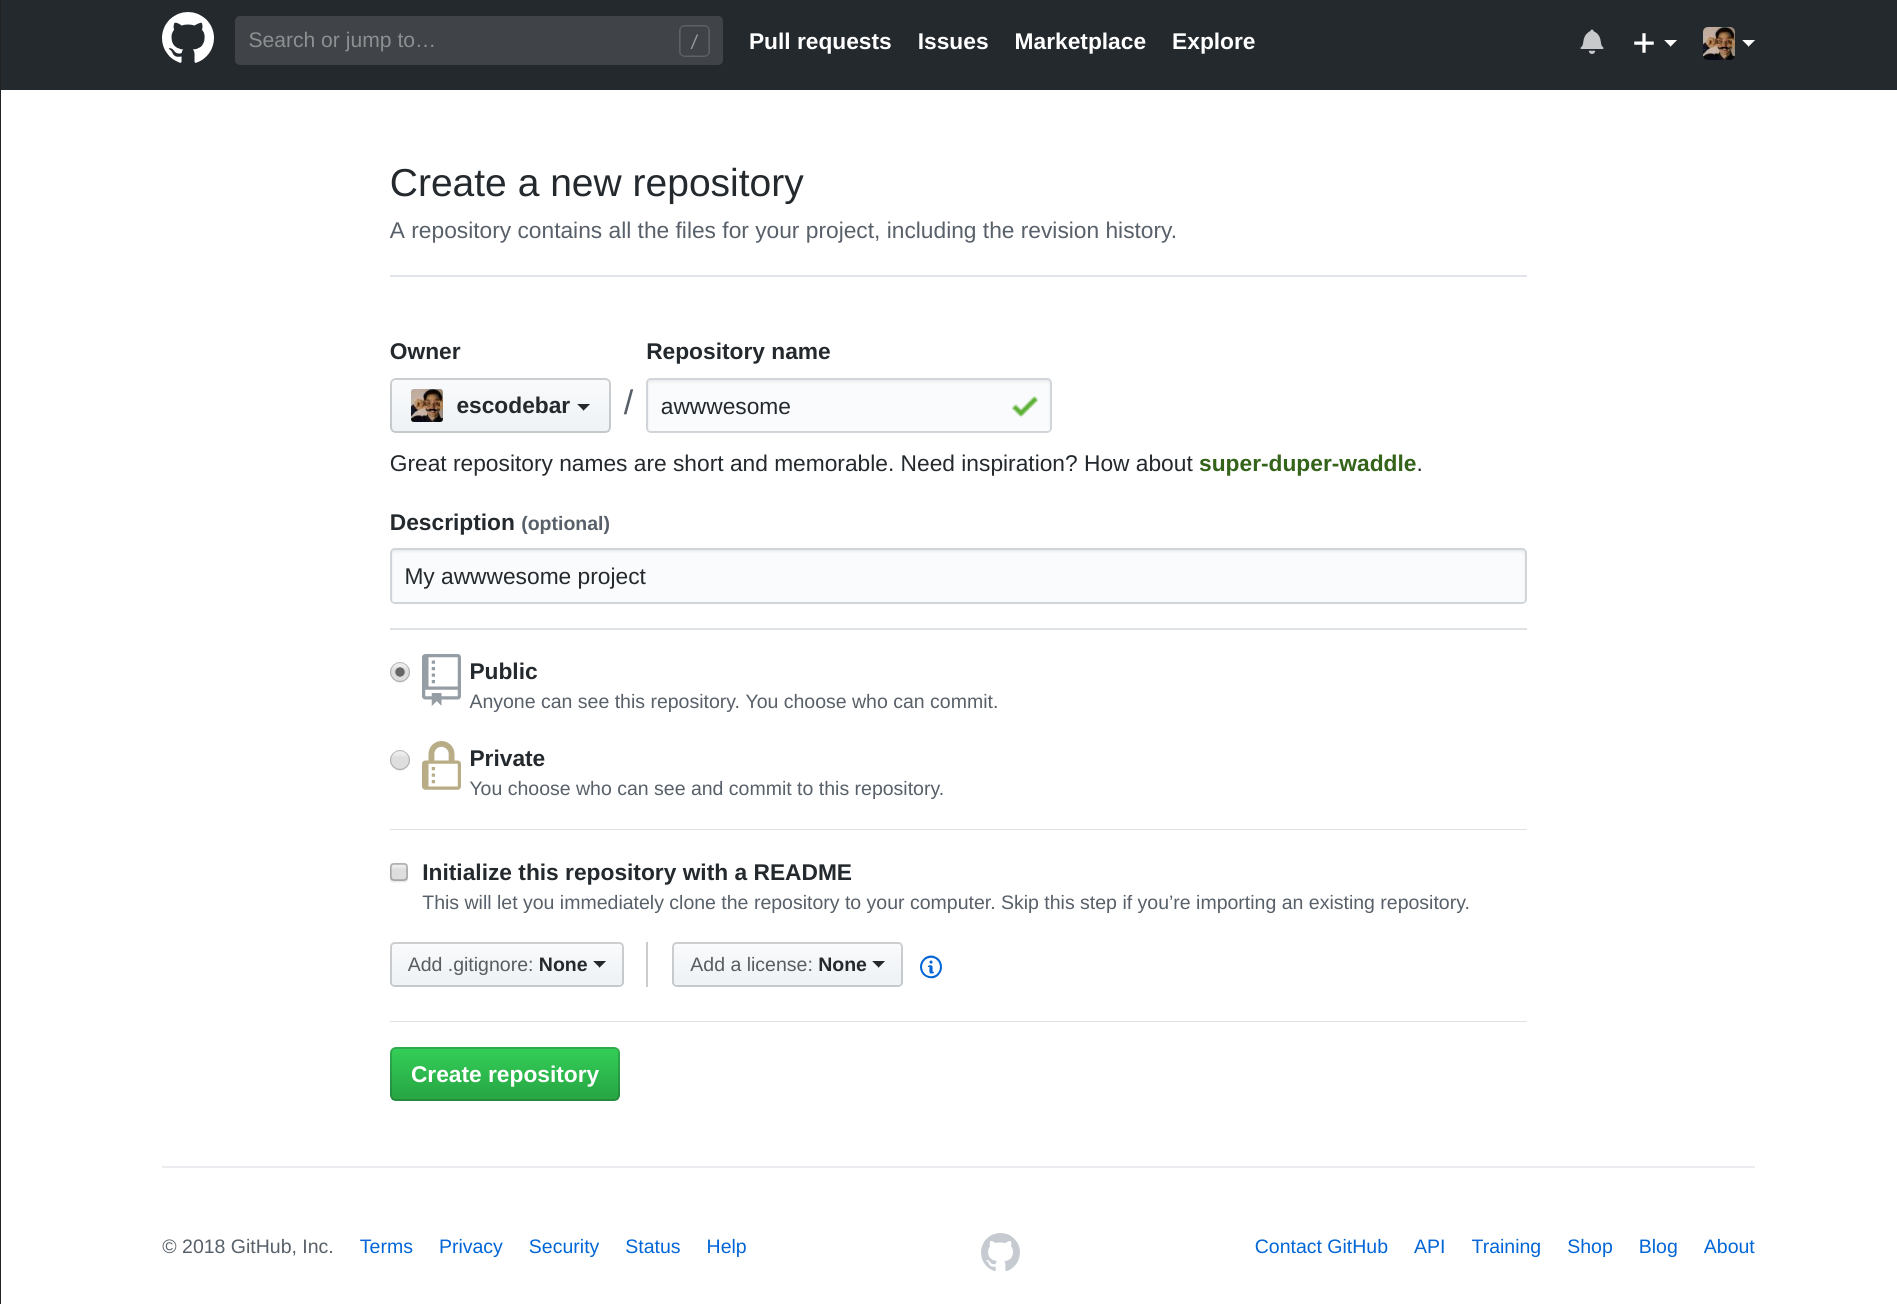 Search or jump to… /
Pull requests Issues Marketplace Explore
Create a new repository
A repository contains all the files for your project, including the revision history.
Owner Repository name
escodebar / awwwesome
Great repository names are short and memorable. Need inspiration? How about super-duper-waddle.
Description (optional)
My awwwesome project
Public
Anyone can see this repository. You choose who can commit.
Private
You choose who can see and commit to this repository.
Initialize this repository with a README
This will let you immediately clone the repository to your computer. Skip this step if you’re importing an existing repository.
Add .gitignore: None Add a license: None
Create repository
© 2018 GitHub, Inc. Terms Privacy Security Status Help Contact GitHub API Training Shop Blog About